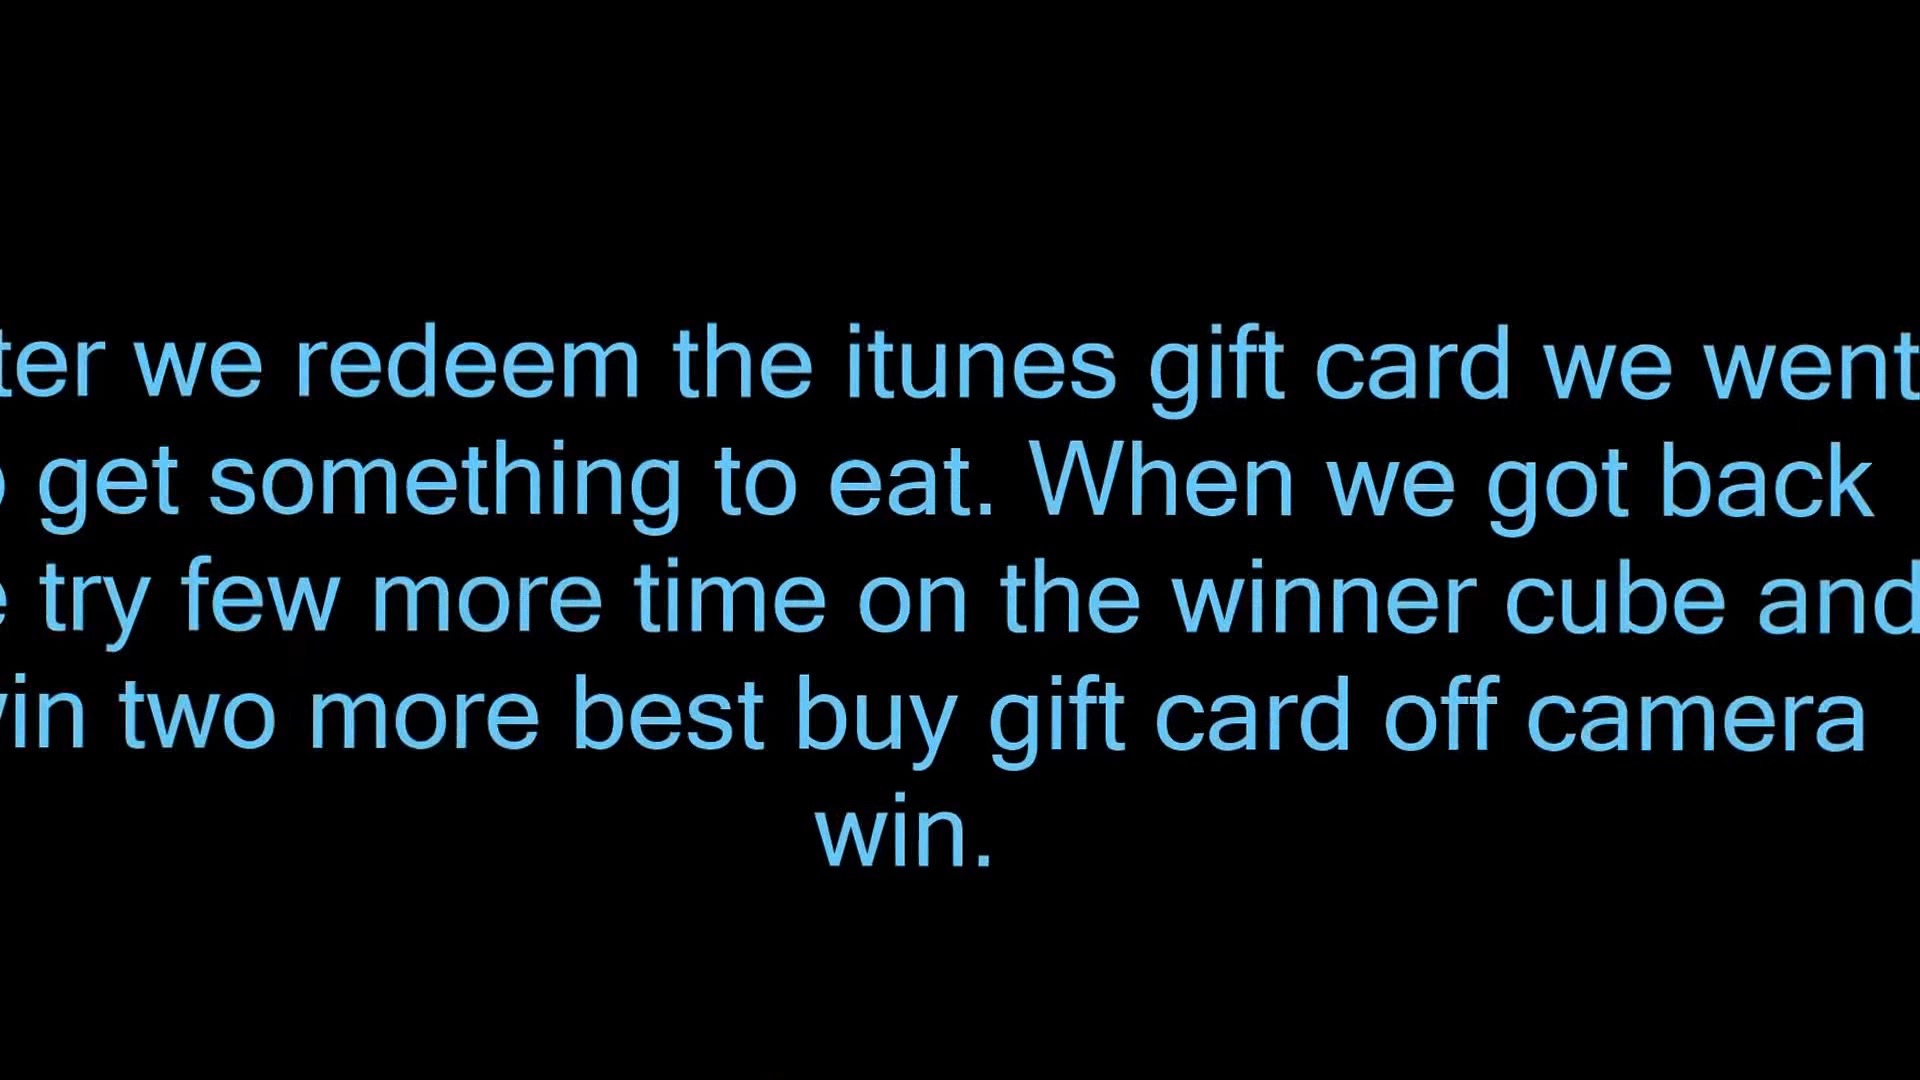 ter we redeem the itunes gift card we went
get something to eat. When we got back
try few more time on the winner cube and
in two more best buy gift card off camera
win.